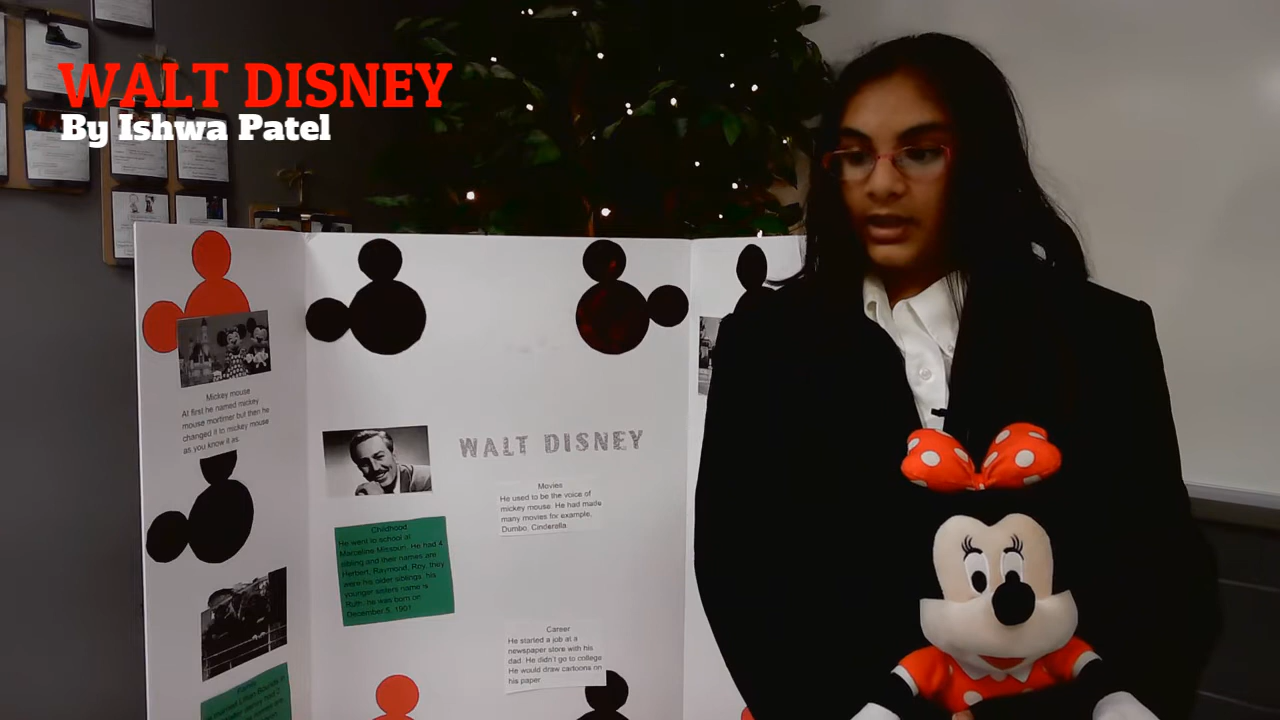 WALT DISNEY
By Ishwa Patel
Mickey mouse
At first he named mickey
mouse mortimer but then he
changed it to mickey mouse
as you know it as.
WALT DISNEY
Movies
He used to be the voice of
mickey mouse. He had made
many movies for example,
Dumbo, Cinderella.
Childhood
He went to school at
Marceline Missouri. He had 4
sibling and their names are
Herbert, Raymond, Roy, they
were his older siblings, his
younger sisters name is
Ruth, he was born on
December 5, 1901
Career
He started a job at a
newspaper store with his
dad. He didn't go to college
He would draw cartoons on
his paper
Family
married Lillian Bounds in